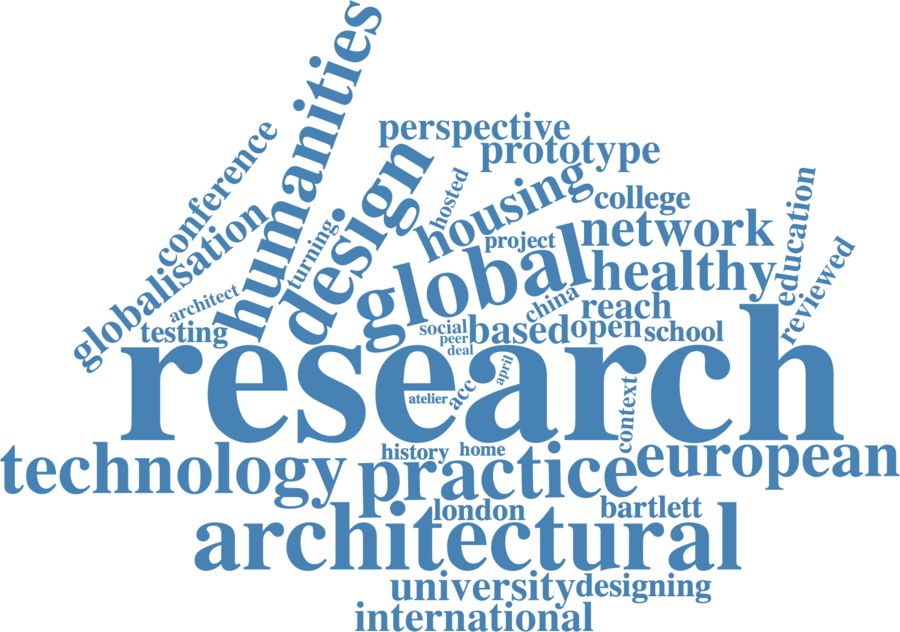 humanities
conference
perspective
prototype
design
hosted
housing
college
education
globalisation
turning
project
network
global
healthy
reviewed
architect
china
reach
testing
social
peer
deal
based
open
school
research
april
atelier
acc
context
technology
history
home
practice
european
london
bartlett
architectural
university
designing
international